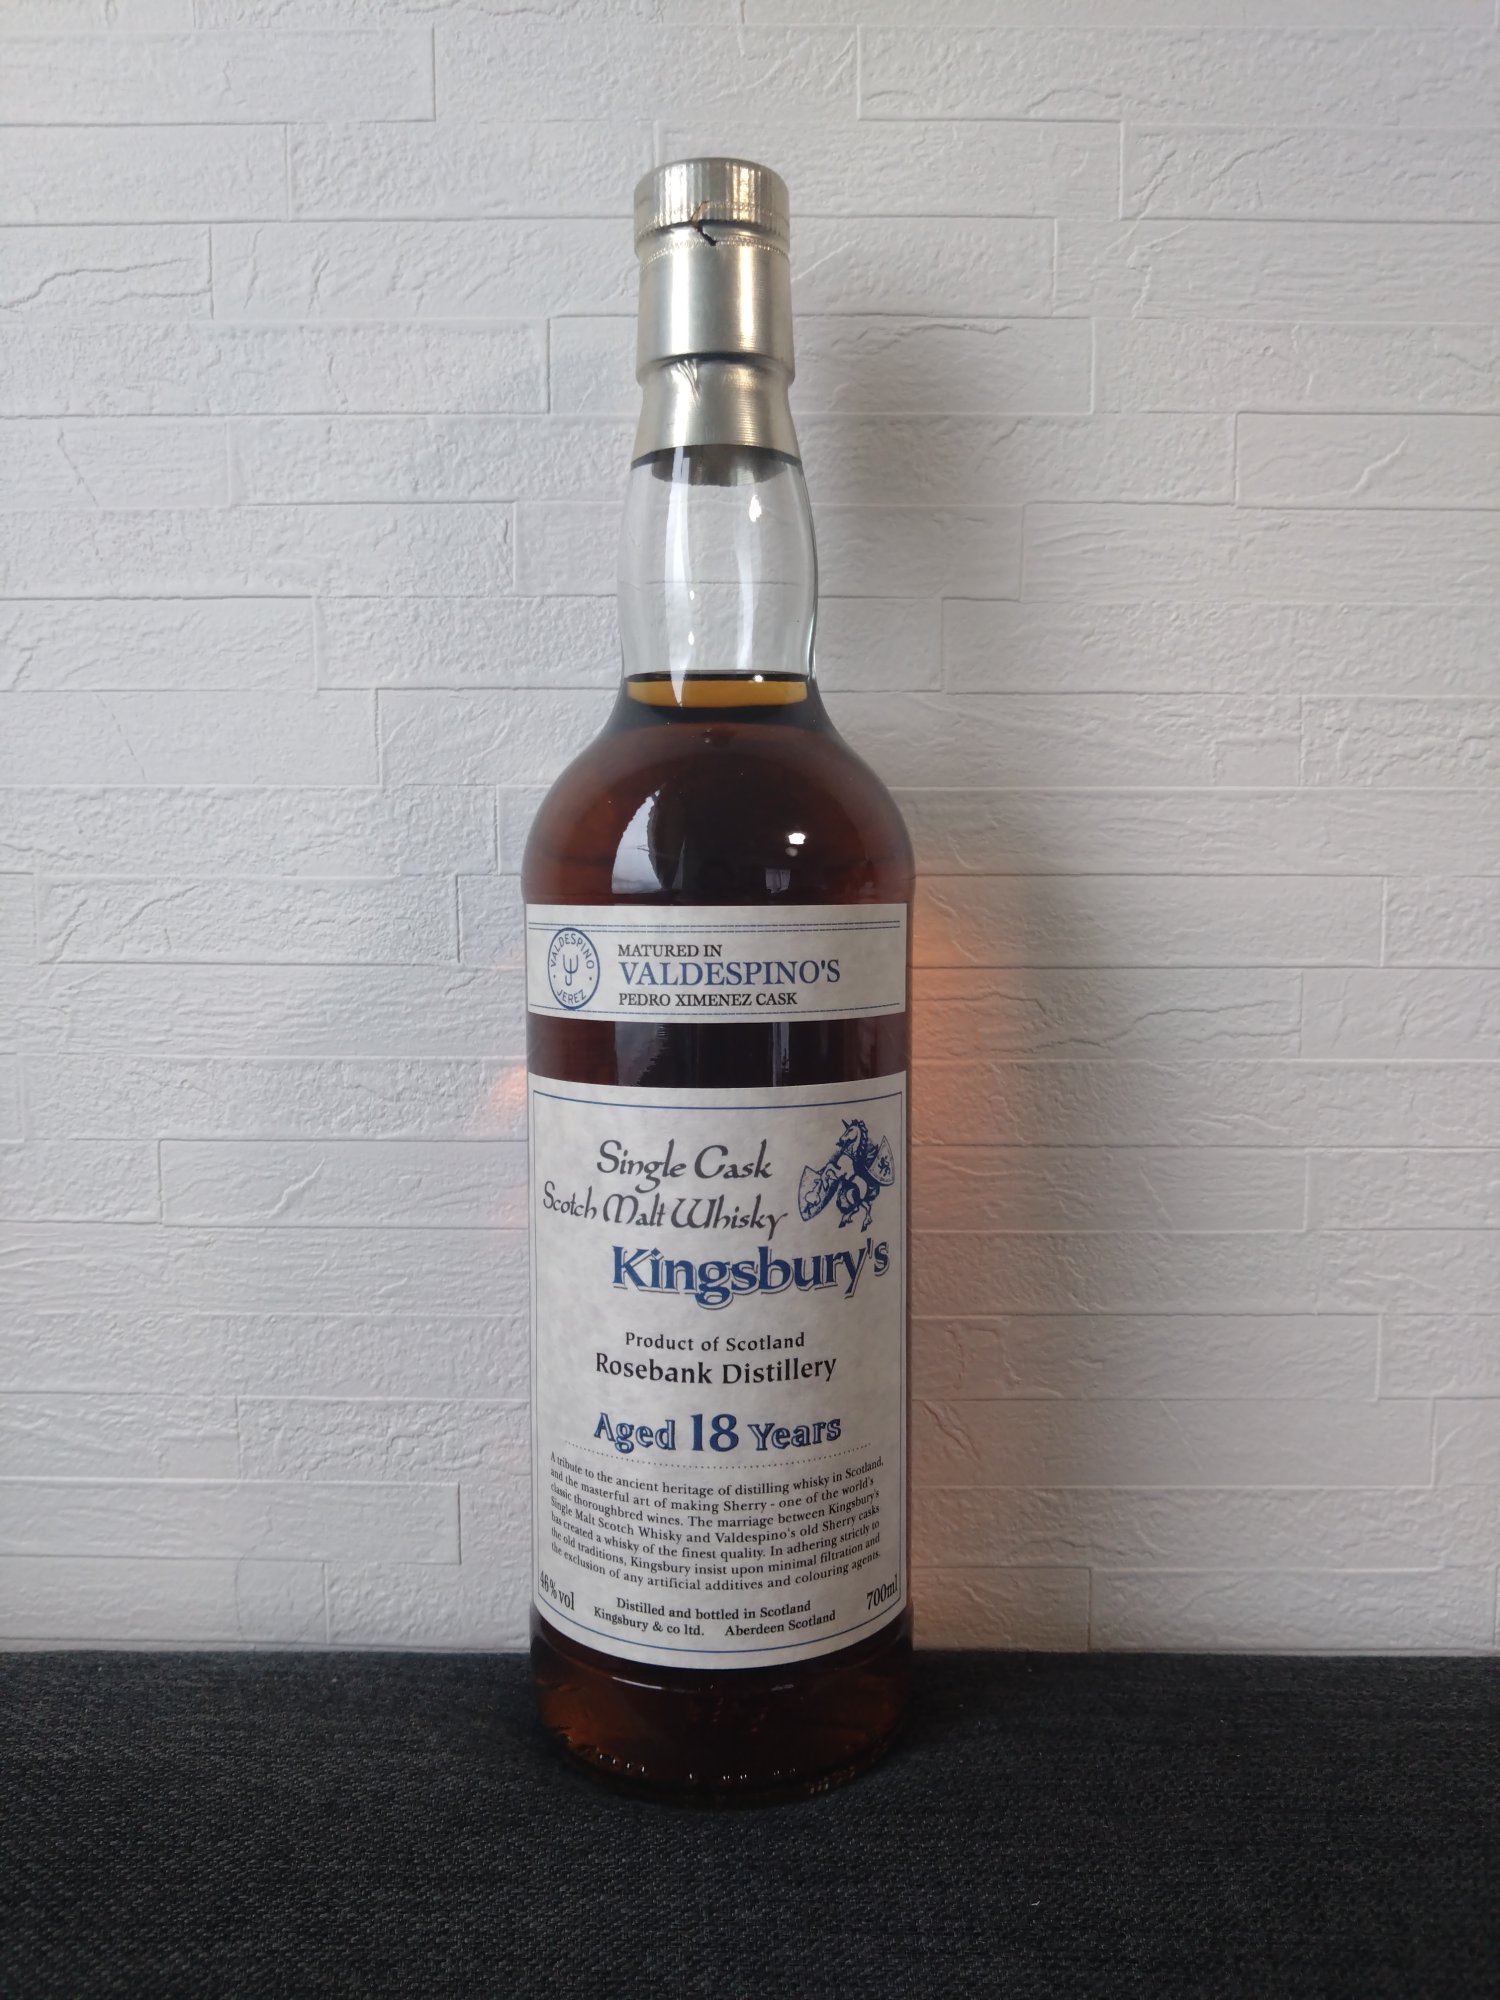 VALDESPINO
JEREZ
MATURED IN
VALDESPINO'S
PEDRO XIMENEZ CASK
Single Cask
Scotch Malt Whisky
Kingsbury's
Product of Scotland
Rosebank Distillery
Aged 18 Years
A tribute to the ancient heritage of distilling whisky in Scotland,
and the masterful art of making Sherry - one of the world's
classic thoroughbred wines. The marriage between Kingsbury's
Single Malt Scotch Whisky and Valdespino's old Sherry casks
has created a whisky of the finest quality. In adhering strictly to
the old traditions, Kingsbury insist upon minimal filtration and
the exclusion of any artificial additives and colouring agents.
46%vol
700ml
Distilled and bottled in Scotland
Kingsbury & co ltd. Aberdeen Scotland